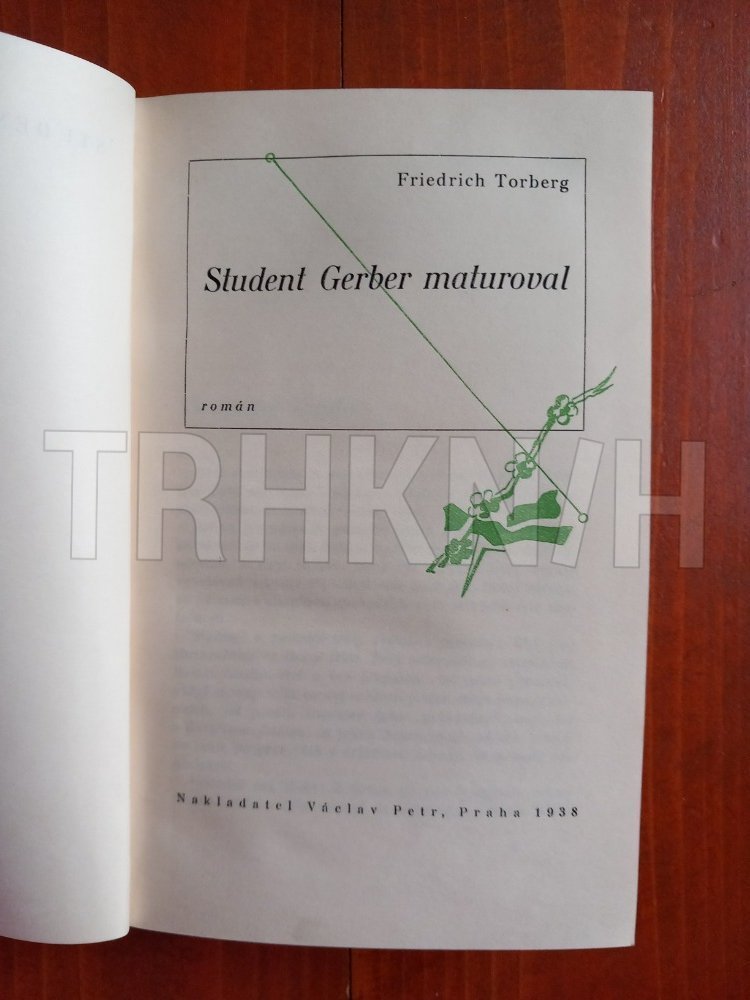 Friedrich Torberg
Student Gerber maturoval
román
TRHKNIH
Nakladatel Václav Petr, Praha 1938